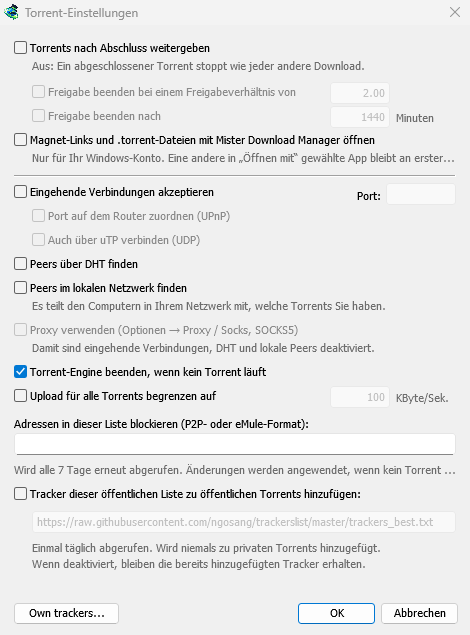 Torrent-Einstellungen
Torrents nach Abschluss weitergeben
Aus: Ein abgeschlossener Torrent stoppt wie jeder andere Download.
Freigabe beenden bei einem Freigabeverhältnis von 2.00
Freigabe beenden nach 1440 Minuten
Magnet-Links und .torrent-Dateien mit Mister Download Manager öffnen
Nur für Ihr Windows-Konto. Eine andere in „Öffnen mit“ gewählte App bleibt an erster...
Eingehende Verbindungen akzeptieren Port:
Port auf dem Router zuordnen (UPnP)
Auch über uTP verbinden (UDP)
Peers über DHT finden
Peers im lokalen Netzwerk finden
Es teilt den Computern in Ihrem Netzwerk mit, welche Torrents Sie haben.
Proxy verwenden (Optionen → Proxy / Socks, SOCKS5)
Damit sind eingehende Verbindungen, DHT und lokale Peers deaktiviert.
Torrent-Engine beenden, wenn kein Torrent läuft
Upload für alle Torrents begrenzen auf 100 KByte/Sek.
Adressen in dieser Liste blockieren (P2P- oder eMule-Format):
Wird alle 7 Tage erneut abgerufen. Änderungen werden angewendet, wenn kein Torrent ...
Tracker dieser öffentlichen Liste zu öffentlichen Torrents hinzufügen:
https://raw.githubusercontent.com/ngosang/trackerslist/master/trackers_best.txt
Einmal täglich abgerufen. Wird niemals zu privaten Torrents hinzugefügt.
Wenn deaktiviert, bleiben die bereits hinzugefügten Tracker erhalten.
Own trackers... OK Abbrechen